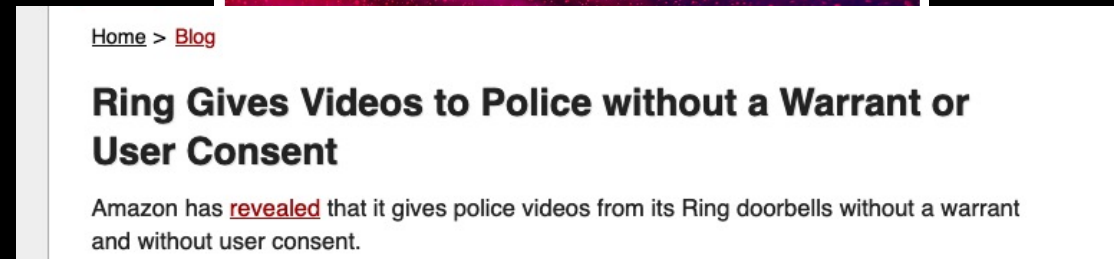 Home > Blog
Ring Gives Videos to Police without a Warrant or
User Consent
Amazon has revealed that it gives police videos from its Ring doorbells without a warrant
and without user consent.